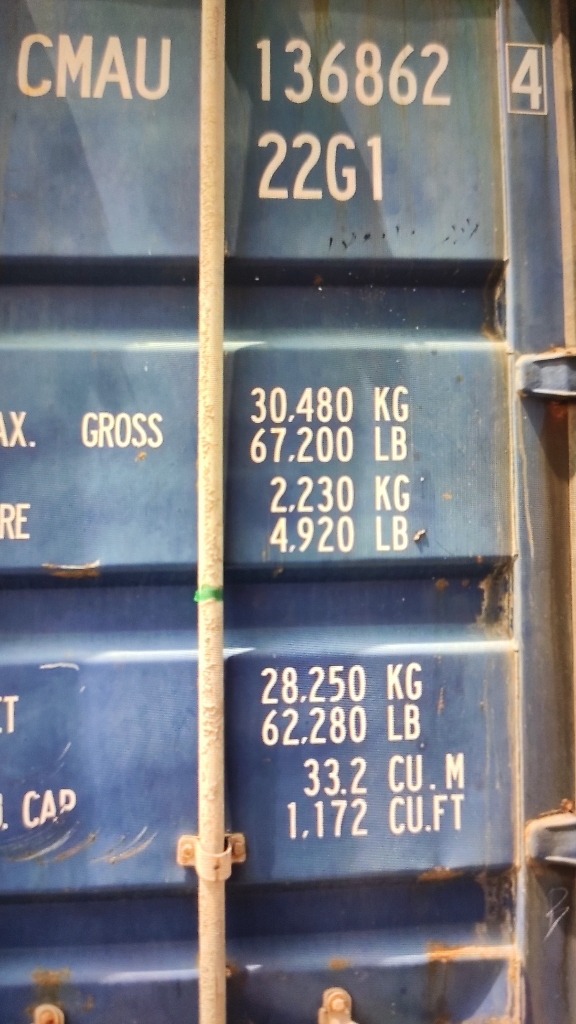 CMAU 136862 4
22G1
AX. GROSS 30,480 KG
67,200 LB
RE 2,230 KG
4,920 LB
ET 28,250 KG
62,280 LB
U. CAP 33.2 CU.M
1,172 CU.FT